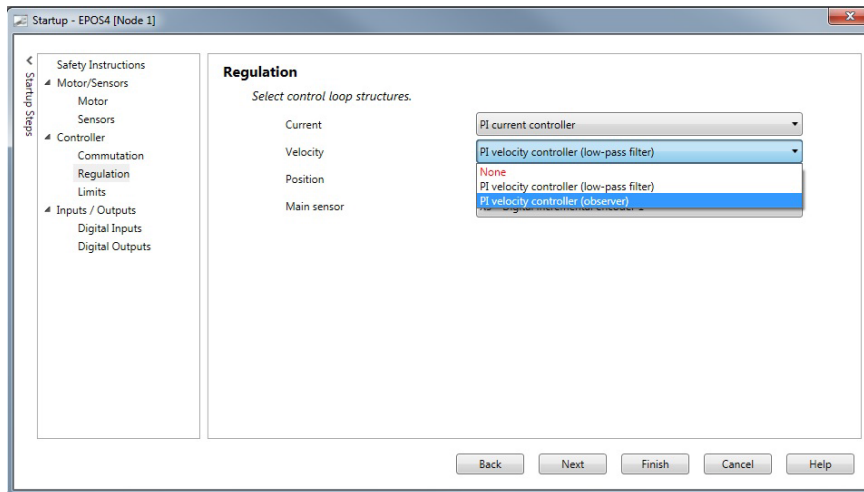 Startup - EPOS4 [Node 1]
Startup Steps
Safety Instructions
Motor/Sensors
Motor
Sensors
Controller
Commutation
Regulation
Limits
Inputs / Outputs
Digital Inputs
Digital Outputs
Regulation
Select control loop structures.
Current
PI current controller
Velocity
PI velocity controller (low-pass filter)
None
PI velocity controller (low-pass filter)
PI velocity controller (observer)
Position
Main sensor
Back
Next
Finish
Cancel
Help